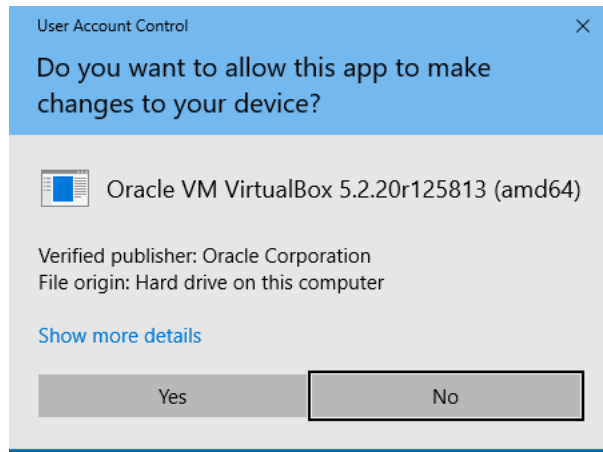 User Account Control
Do you want to allow this app to make
changes to your device?
Oracle VM VirtualBox 5.2.20r125813 (amd64)
Verified publisher: Oracle Corporation
File origin: Hard drive on this computer
Show more details
Yes
No